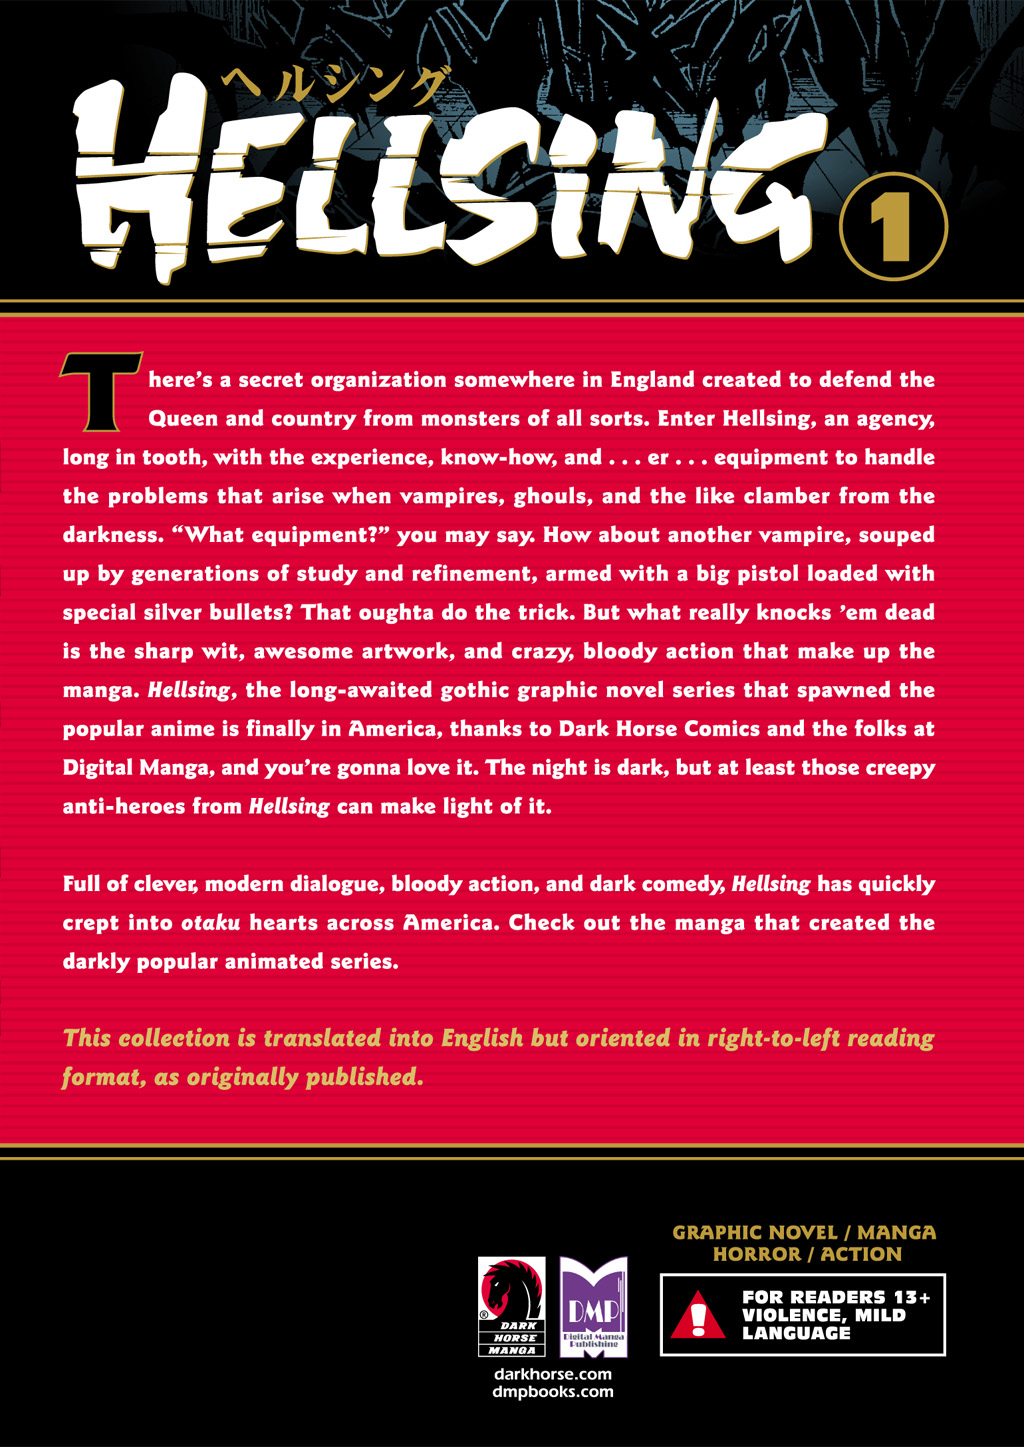 ヘルシング
HELLSING
1
There’s a secret organization somewhere in England created to defend the
Queen and country from monsters of all sorts. Enter Hellsing, an agency,
long in tooth, with the experience, know-how, and . . . er . . . equipment to handle
the problems that arise when vampires, ghouls, and the like clamber from the
darkness. “What equipment?” you may say. How about another vampire, souped
up by generations of study and refinement, armed with a big pistol loaded with
special silver bullets? That oughta do the trick. But what really knocks ’em dead
is the sharp wit, awesome artwork, and crazy, bloody action that make up the
manga. Hellsing, the long-awaited gothic graphic novel series that spawned the
popular anime is finally in America, thanks to Dark Horse Comics and the folks at
Digital Manga, and you’re gonna love it. The night is dark, but at least those creepy
anti-heroes from Hellsing can make light of it.
Full of clever, modern dialogue, bloody action, and dark comedy, Hellsing has quickly
crept into otaku hearts across America. Check out the manga that created the
darkly popular animated series.
This collection is translated into English but oriented in right-to-left reading
format, as originally published.
GRAPHIC NOVEL / MANGA
HORROR / ACTION
®
DARK
HORSE
MANGA
DMP
Digital Manga
Publishing
FOR READERS 13+
VIOLENCE, MILD
LANGUAGE
darkhorse.com
dmpbooks.com